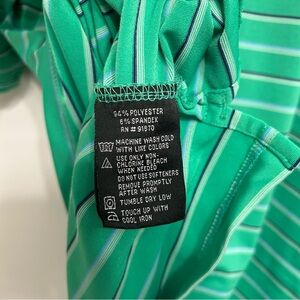 94% POLYESTER
6% SPANDEX
RN # 91870
MACHINE WASH COLD
WITH LIKE COLORS
USE ONLY NON-
CHLORINE BLEACH
WHEN NEEDED
DO NOT USE SOFTENERS
REMOVE PROMPTLY
AFTER WASH
TUMBLE DRY LOW
TOUCH UP WITH
COOL IRON